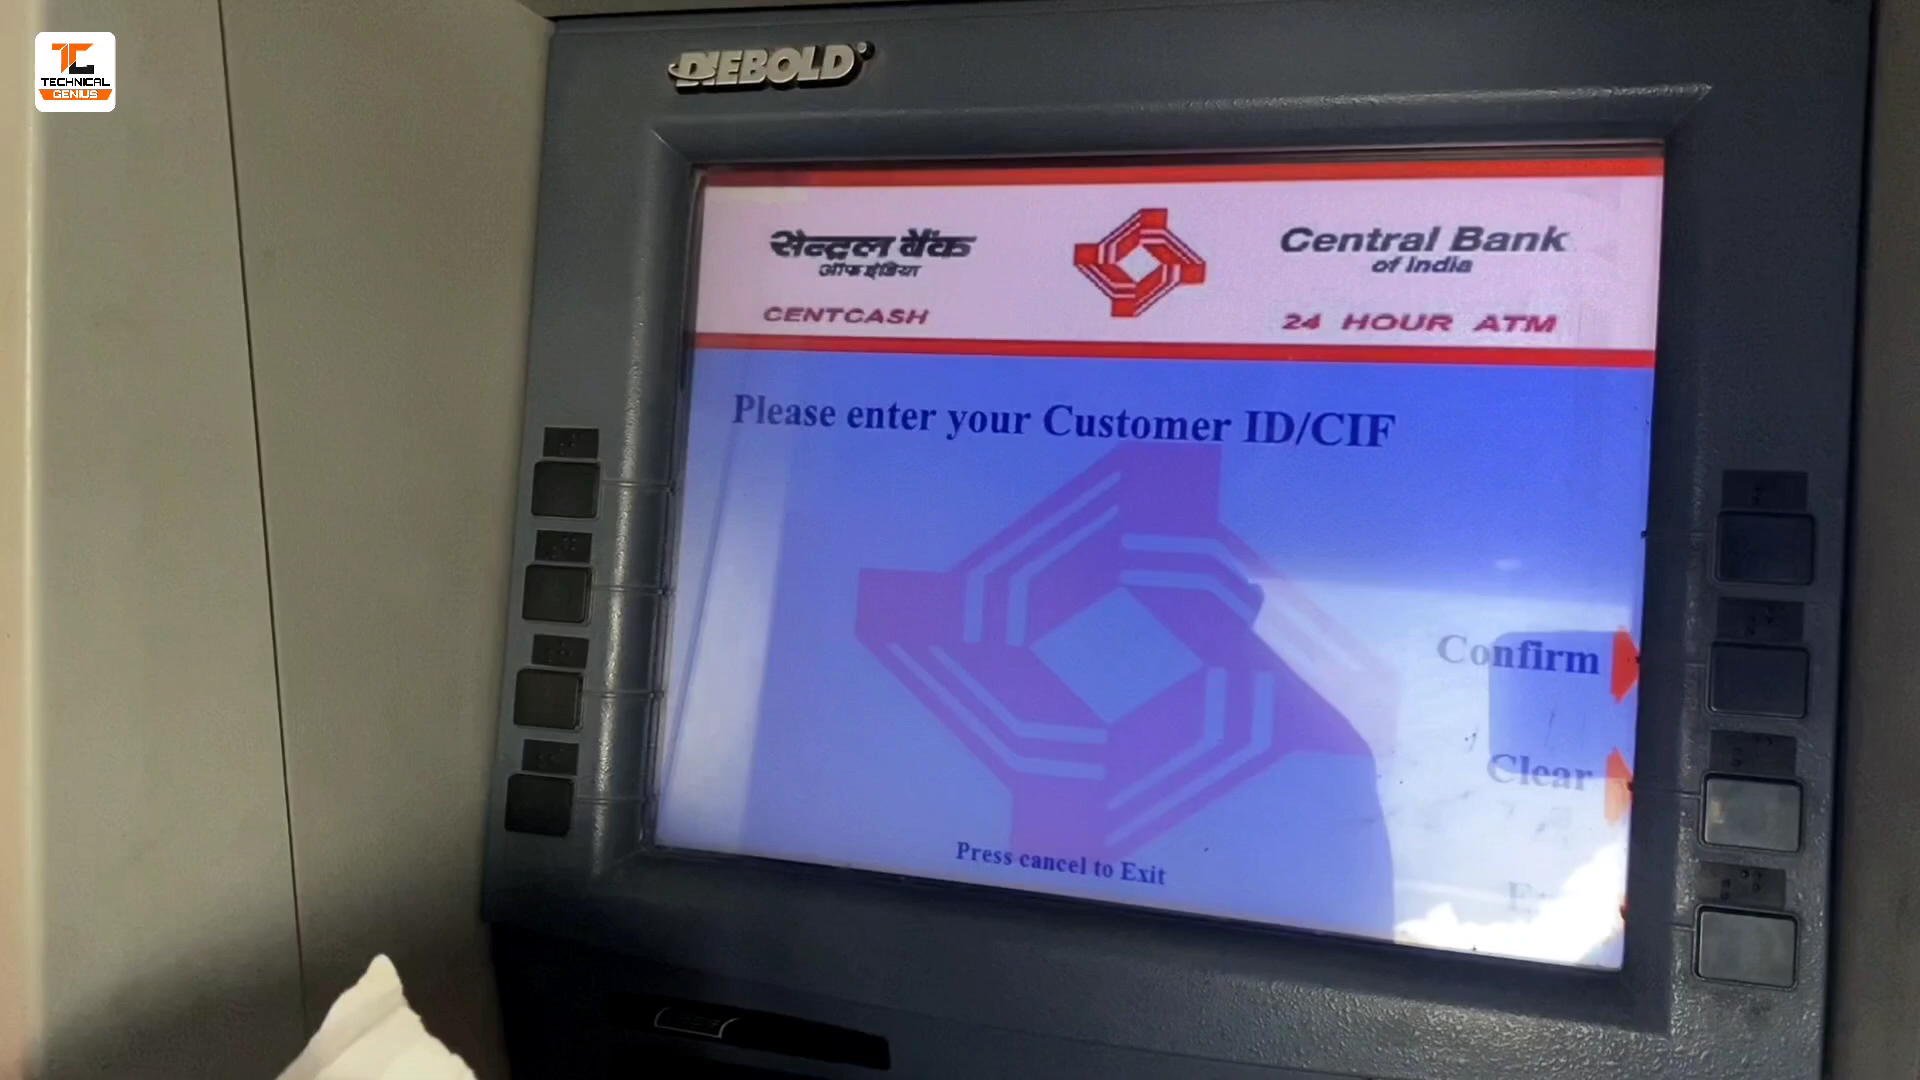 TC
TECHNICAL
GENIUS
DIEBOLD
सेन्ट्रल बैंक
ऑफ इंडिया
CENTCASH
Central Bank
of India
24 HOUR ATM
Please enter your Customer ID/CIF
Confirm
Clear
Press cancel to Exit